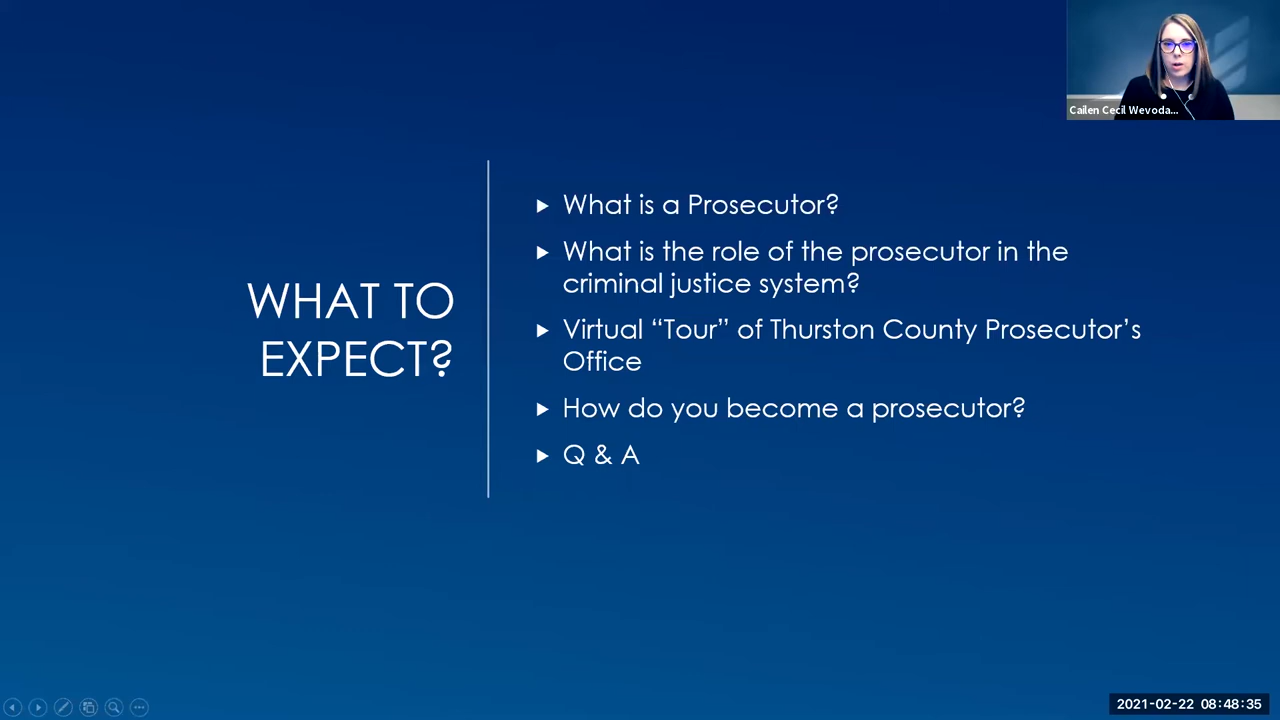 Cailen Cecil Wevoda...
WHAT TO
EXPECT?
What is a Prosecutor?
What is the role of the prosecutor in the
criminal justice system?
Virtual “Tour” of Thurston County Prosecutor’s
Office
How do you become a prosecutor?
Q & A
2021-02-22 08:48:35